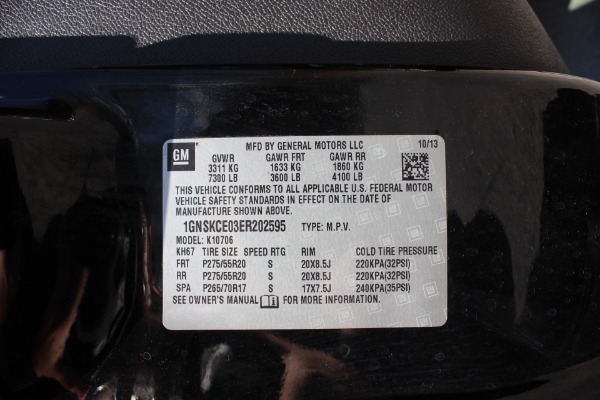 GM
MFD BY GENERAL MOTORS LLC 10/13
GVWR GAWR FRT GAWR RR
3311 KG 1633 KG 1860 KG
7300 LB 3600 LB 4100 LB
THIS VEHICLE CONFORMS TO ALL APPLICABLE U.S. FEDERAL MOTOR
VEHICLE SAFETY STANDARDS IN EFFECT ON THE DATE OF
MANUFACTURE SHOWN ABOVE.
1GNSKCE03ER202595 TYPE: M.P.V.
MODEL: K10706
KH67 TIRE SIZE SPEED RTG RIM COLD TIRE PRESSURE
FRT P275/55R20 S 20X8.5J 220KPA(32PSI)
RR P275/55R20 S 20X8.5J 220KPA(32PSI)
SPA P265/70R17 S 17X7.5J 240KPA(35PSI)
SEE OWNER'S MANUAL FOR MORE INFORMATION.